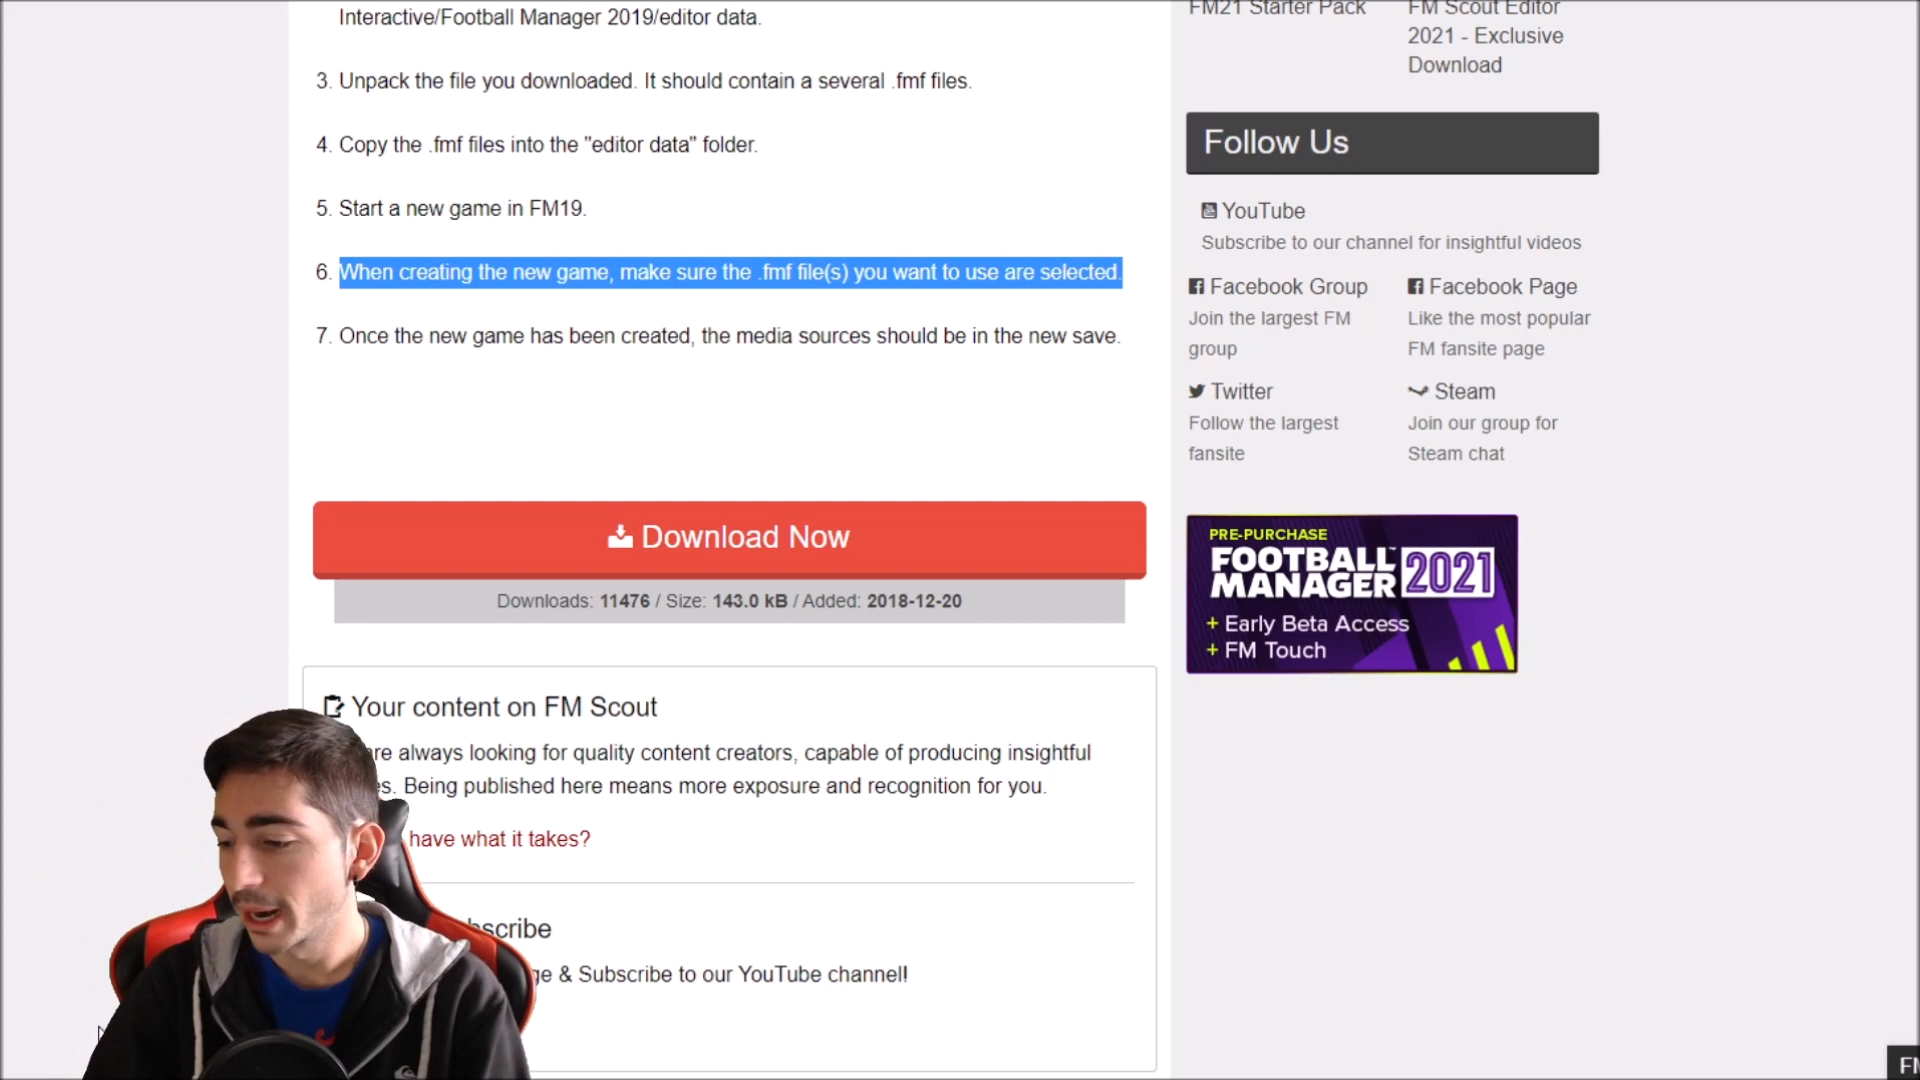 Interactive/Football Manager 2019/editor data.
3. Unpack the file you downloaded. It should contain a several .fmf files.
4. Copy the .fmf files into the "editor data" folder.
5. Start a new game in FM19.
6. When creating the new game, make sure the .fmf file(s) you want to use are selected.
7. Once the new game has been created, the media sources should be in the new save.
Download Now
Downloads: 11476 / Size: 143.0 kB / Added: 2018-12-20
Your content on FM Scout
always looking for quality content creators, capable of producing insightful
Being published here means more exposure and recognition for you.
have what it takes?
& Subscribe to our YouTube channel!
FM21 Starter Pack
FM Scout Editor
2021 - Exclusive
Download
Follow Us
YouTube
Subscribe to our channel for insightful videos
Facebook Group
Join the largest FM
group
Facebook Page
Like the most popular
FM fansite page
Twitter
Follow the largest
fansite
Steam
Join our group for
Steam chat
PRE-PURCHASE
FOOTBALL
MANAGER 2021
+ Early Beta Access
+ FM Touch